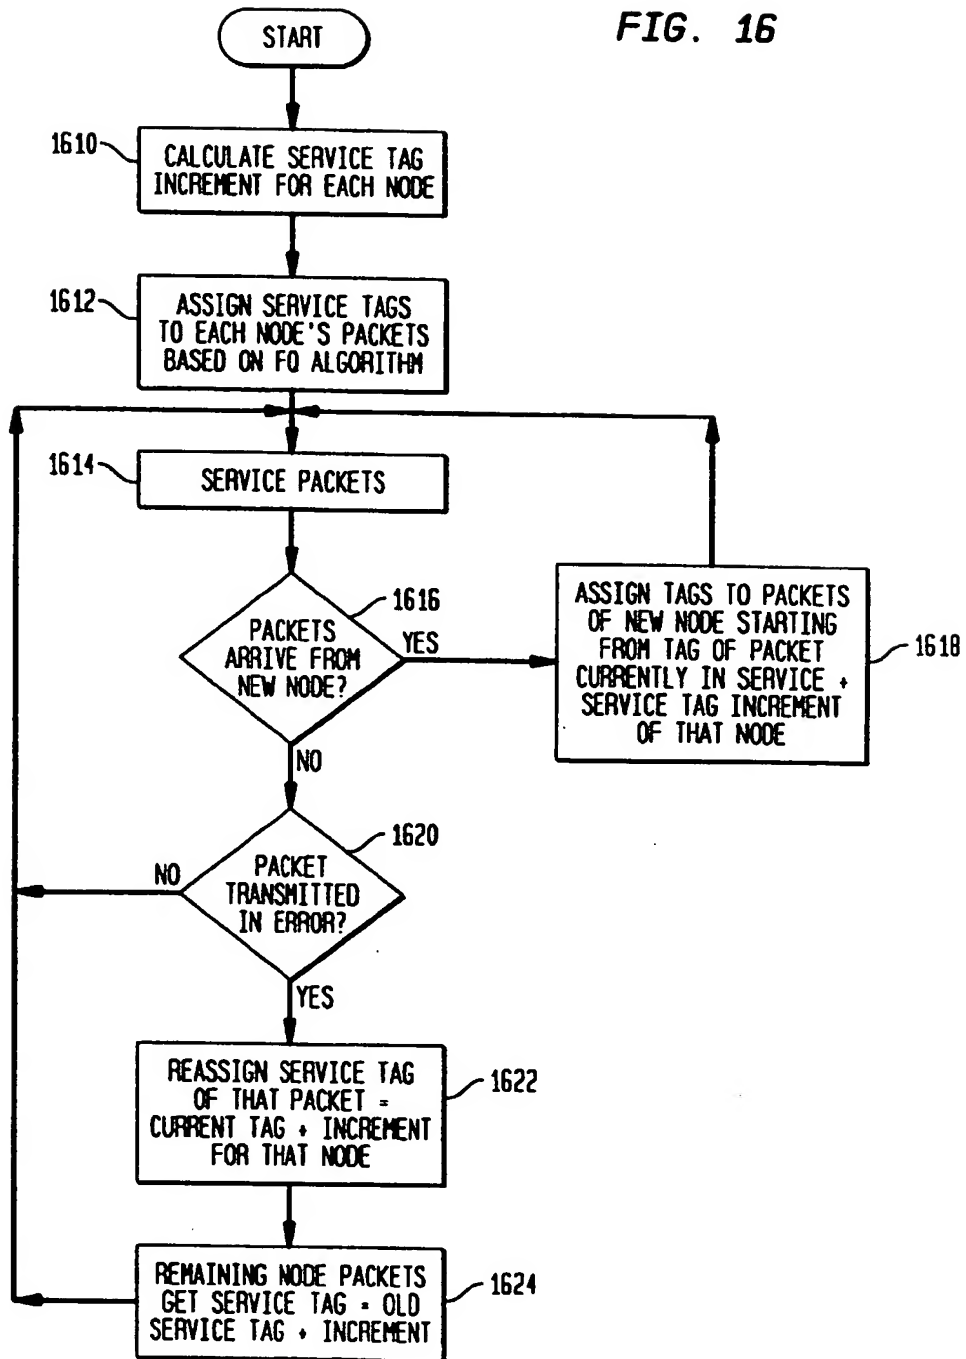 FIG. 16
START
1610
CALCULATE SERVICE TAG
INCREMENT FOR EACH NODE
1612
ASSIGN SERVICE TAGS
TO EACH NODE'S PACKETS
BASED ON FQ ALGORITHM
1614
SERVICE PACKETS
1616
PACKETS
ARRIVE FROM
NEW NODE?
YES
ASSIGN TAGS TO PACKETS
OF NEW NODE STARTING
FROM TAG OF PACKET
CURRENTLY IN SERVICE +
SERVICE TAG INCREMENT
OF THAT NODE
1618
NO
1620
PACKET
TRANSMITTED
IN ERROR?
NO
YES
REASSIGN SERVICE TAG
OF THAT PACKET =
CURRENT TAG + INCREMENT
FOR THAT NODE
1622
REMAINING NODE PACKETS
GET SERVICE TAG = OLD
SERVICE TAG + INCREMENT
1624